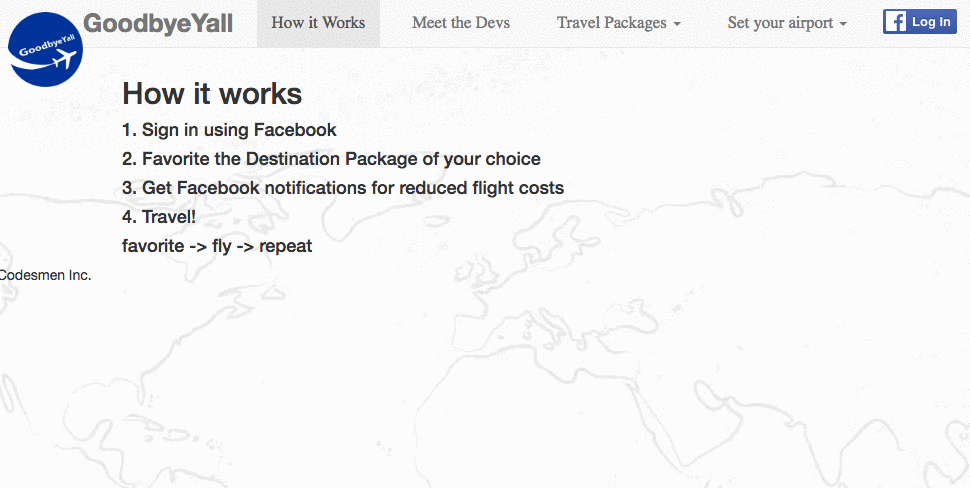 GoodbyeYall
GoodbyeYall
How it Works
Meet the Devs
Travel Packages
Set your airport
Log In
How it works
1. Sign in using Facebook
2. Favorite the Destination Package of your choice
3. Get Facebook notifications for reduced flight costs
4. Travel!
favorite -> fly -> repeat
Codesmen Inc.